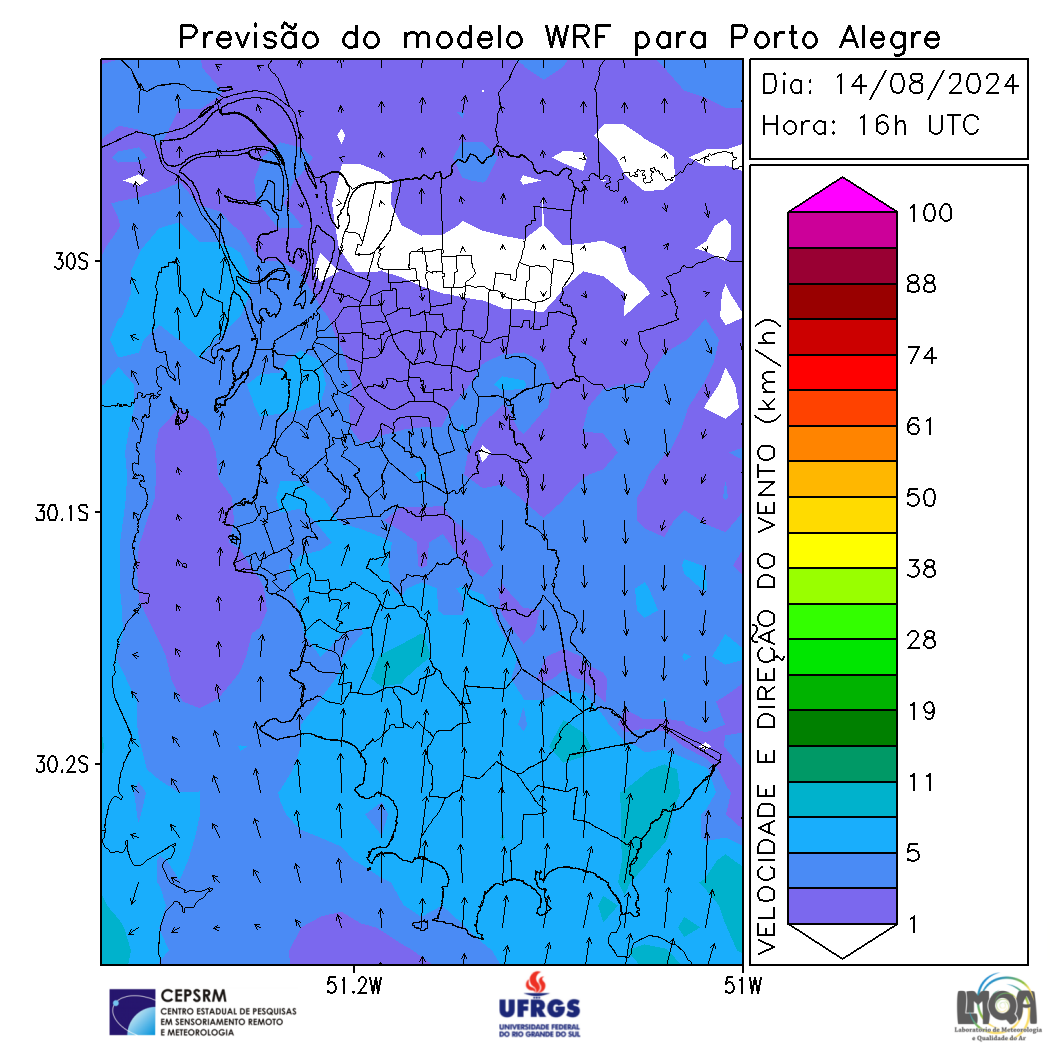 Previsão do modelo WRF para Porto Alegre
Dia: 14/08/2024
Hora: 16h UTC
30S
30.1S
30.2S
51.2W
51W
VELOCIDADE E DIREÇÃO DO VENTO (km/h)
100
88
74
61
50
38
28
19
11
5
1
CEPSRM
CENTRO ESTADUAL DE PESQUISAS
EM SENSORIAMENTO REMOTO
E METEOROLOGIA
UFRGS
UNIVERSIDADE FEDERAL
DO RIO GRANDE DO SUL
LMQA
Laboratório de Meteorologia
e Qualidade do Ar